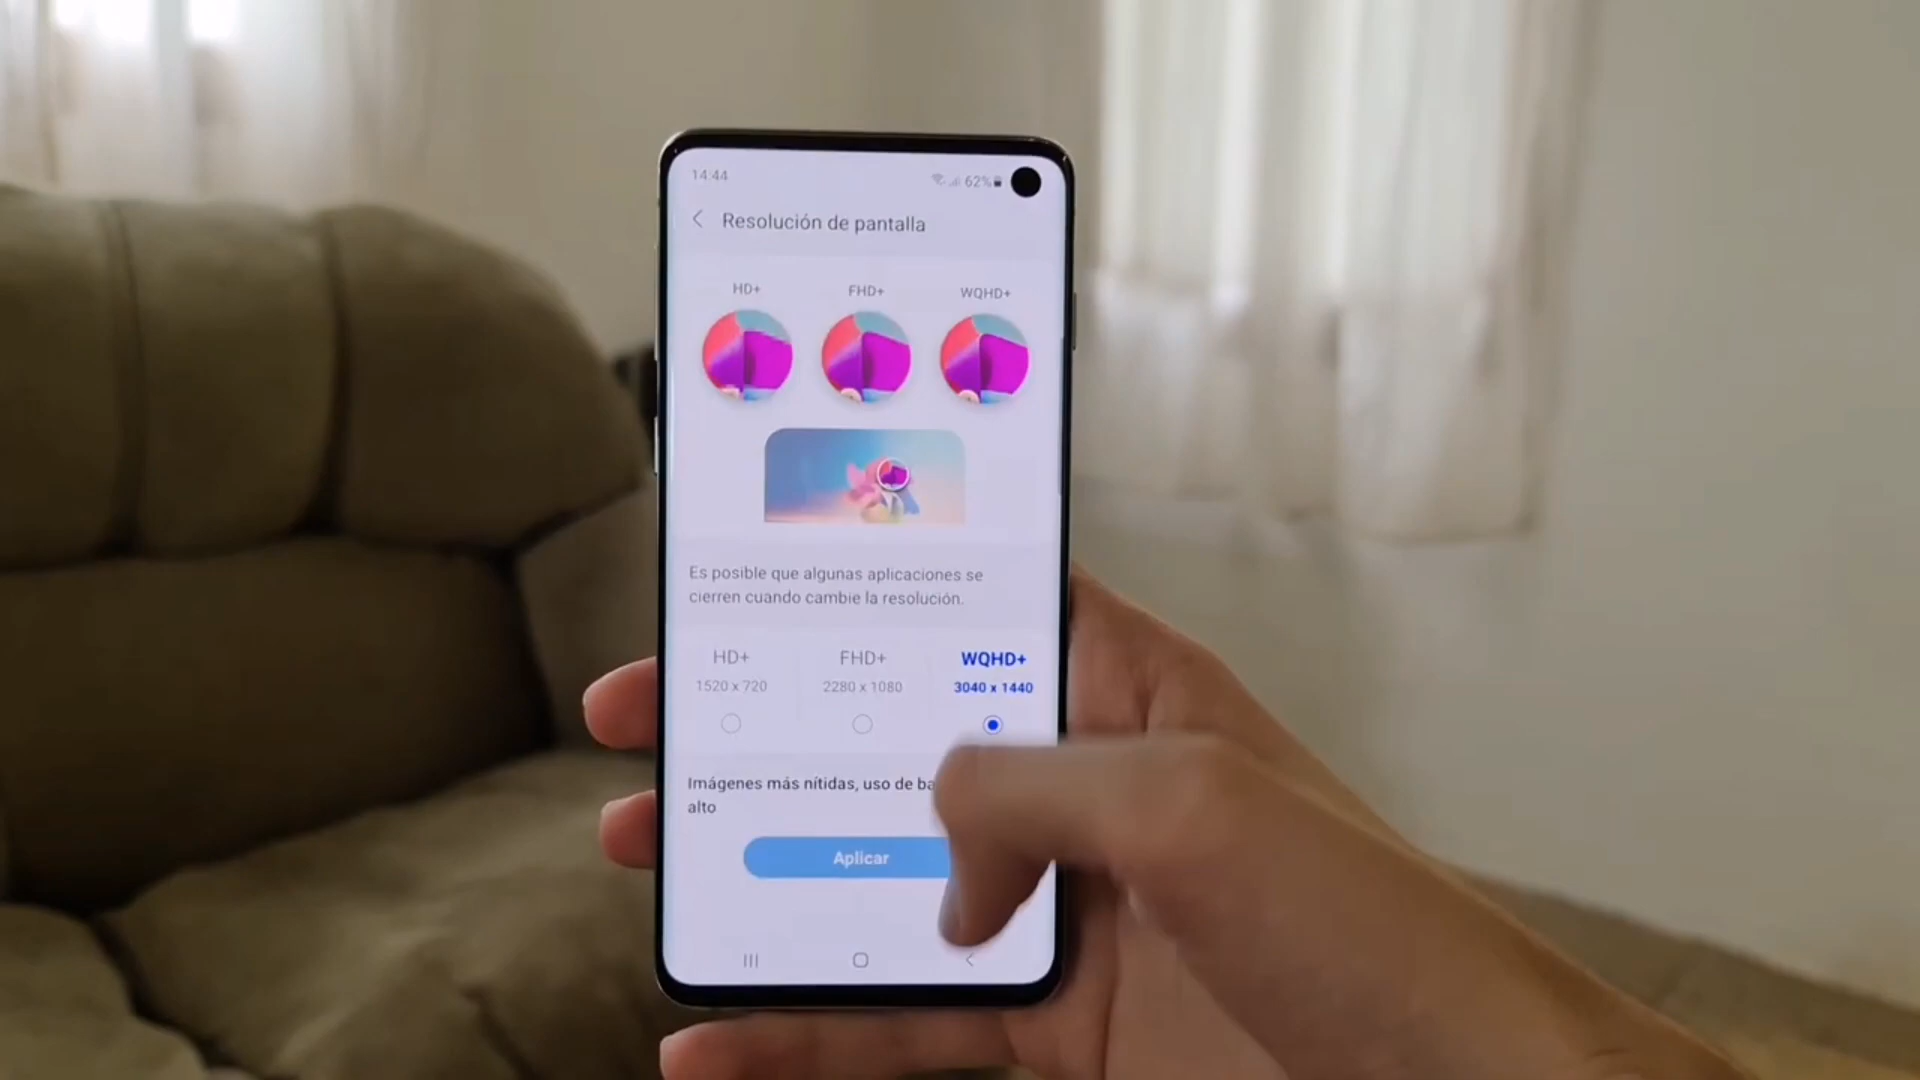 14:44
62%
Resolución de pantalla
HD+ FHD+ WQHD+
Es posible que algunas aplicaciones se
cierren cuando cambie la resolución.
HD+ FHD+ WQHD+
1520 x 720 2280 x 1080 3040 x 1440
Imágenes más nítidas, uso de
alto
Aplicar